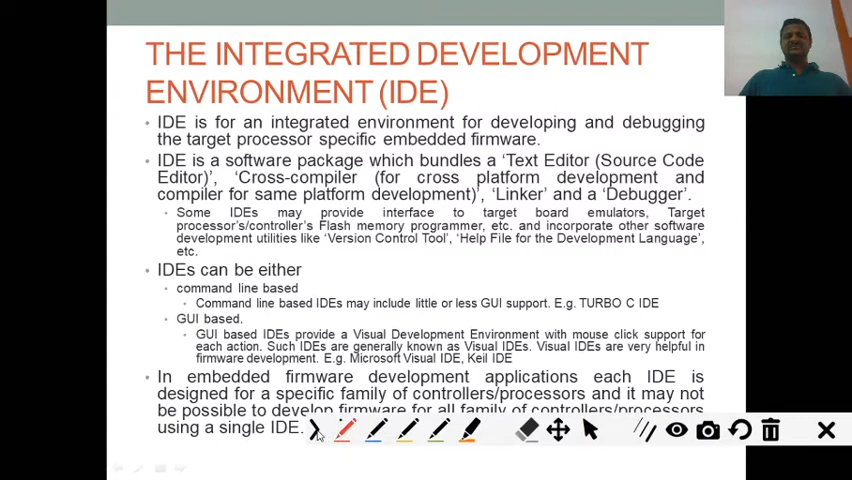 THE INTEGRATED DEVELOPMENT
ENVIRONMENT (IDE)
• IDE is for an integrated environment for developing and debugging
the target processor specific embedded firmware.
• IDE is a software package which bundles a ‘Text Editor (Source Code
Editor)’, ‘Cross-compiler (for cross platform development and
compiler for same platform development)’, ‘Linker’ and a ‘Debugger’.
• Some IDEs may provide interface to target board emulators, Target
processor’s/controller’s Flash memory programmer, etc. and incorporate other software
development utilities like ‘Version Control Tool’, ‘Help File for the Development Language’,
etc.
• IDEs can be either
• command line based
• Command line based IDEs may include little or less GUI support. E.g. TURBO C IDE
• GUI based.
• GUI based IDEs provide a Visual Development Environment with mouse click support for
each action. Such IDEs are generally known as Visual IDEs. Visual IDEs are very helpful in
firmware development. E.g. Microsoft Visual IDE, Keil IDE
• In embedded firmware development applications each IDE is
designed for a specific family of controllers/processors and it may not
be possible to develop firmware for all family of controllers/processors
using a single IDE.